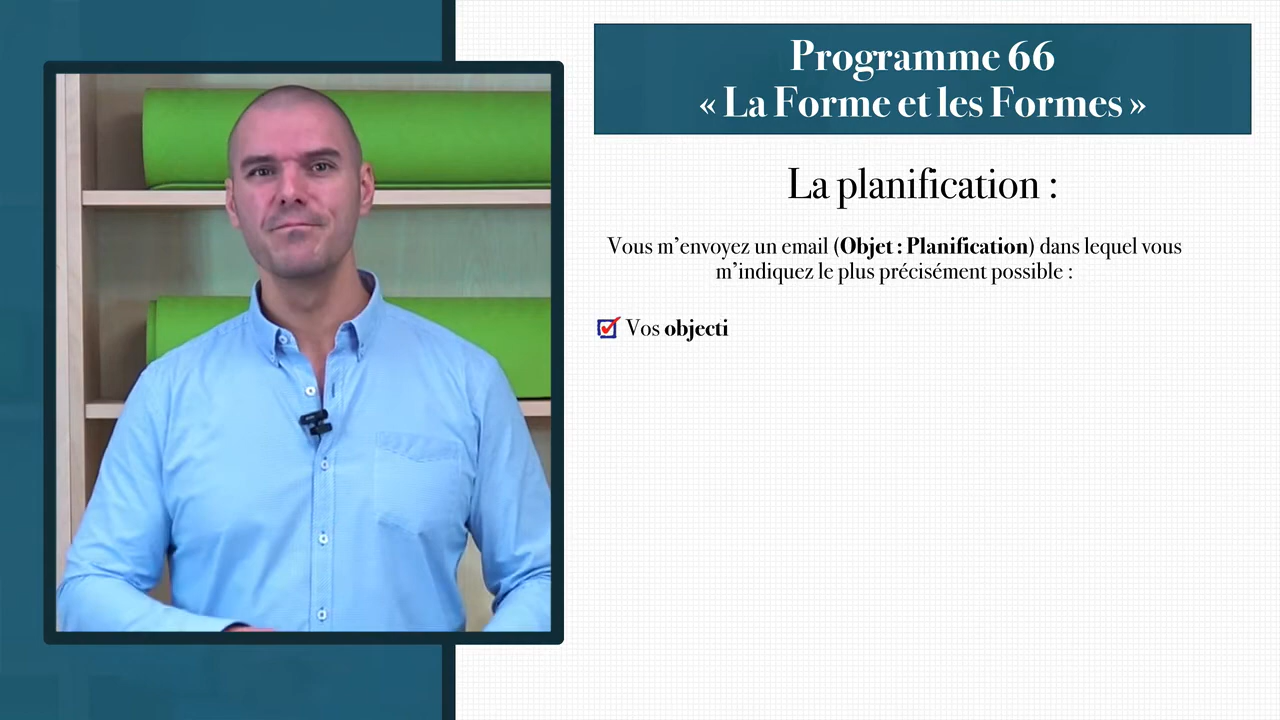 Programme 66
« La Forme et les Formes »
La planification :
Vous m’envoyez un email (Objet : Planification) dans lequel vous
m’indiquez le plus précisément possible :
Vos objecti